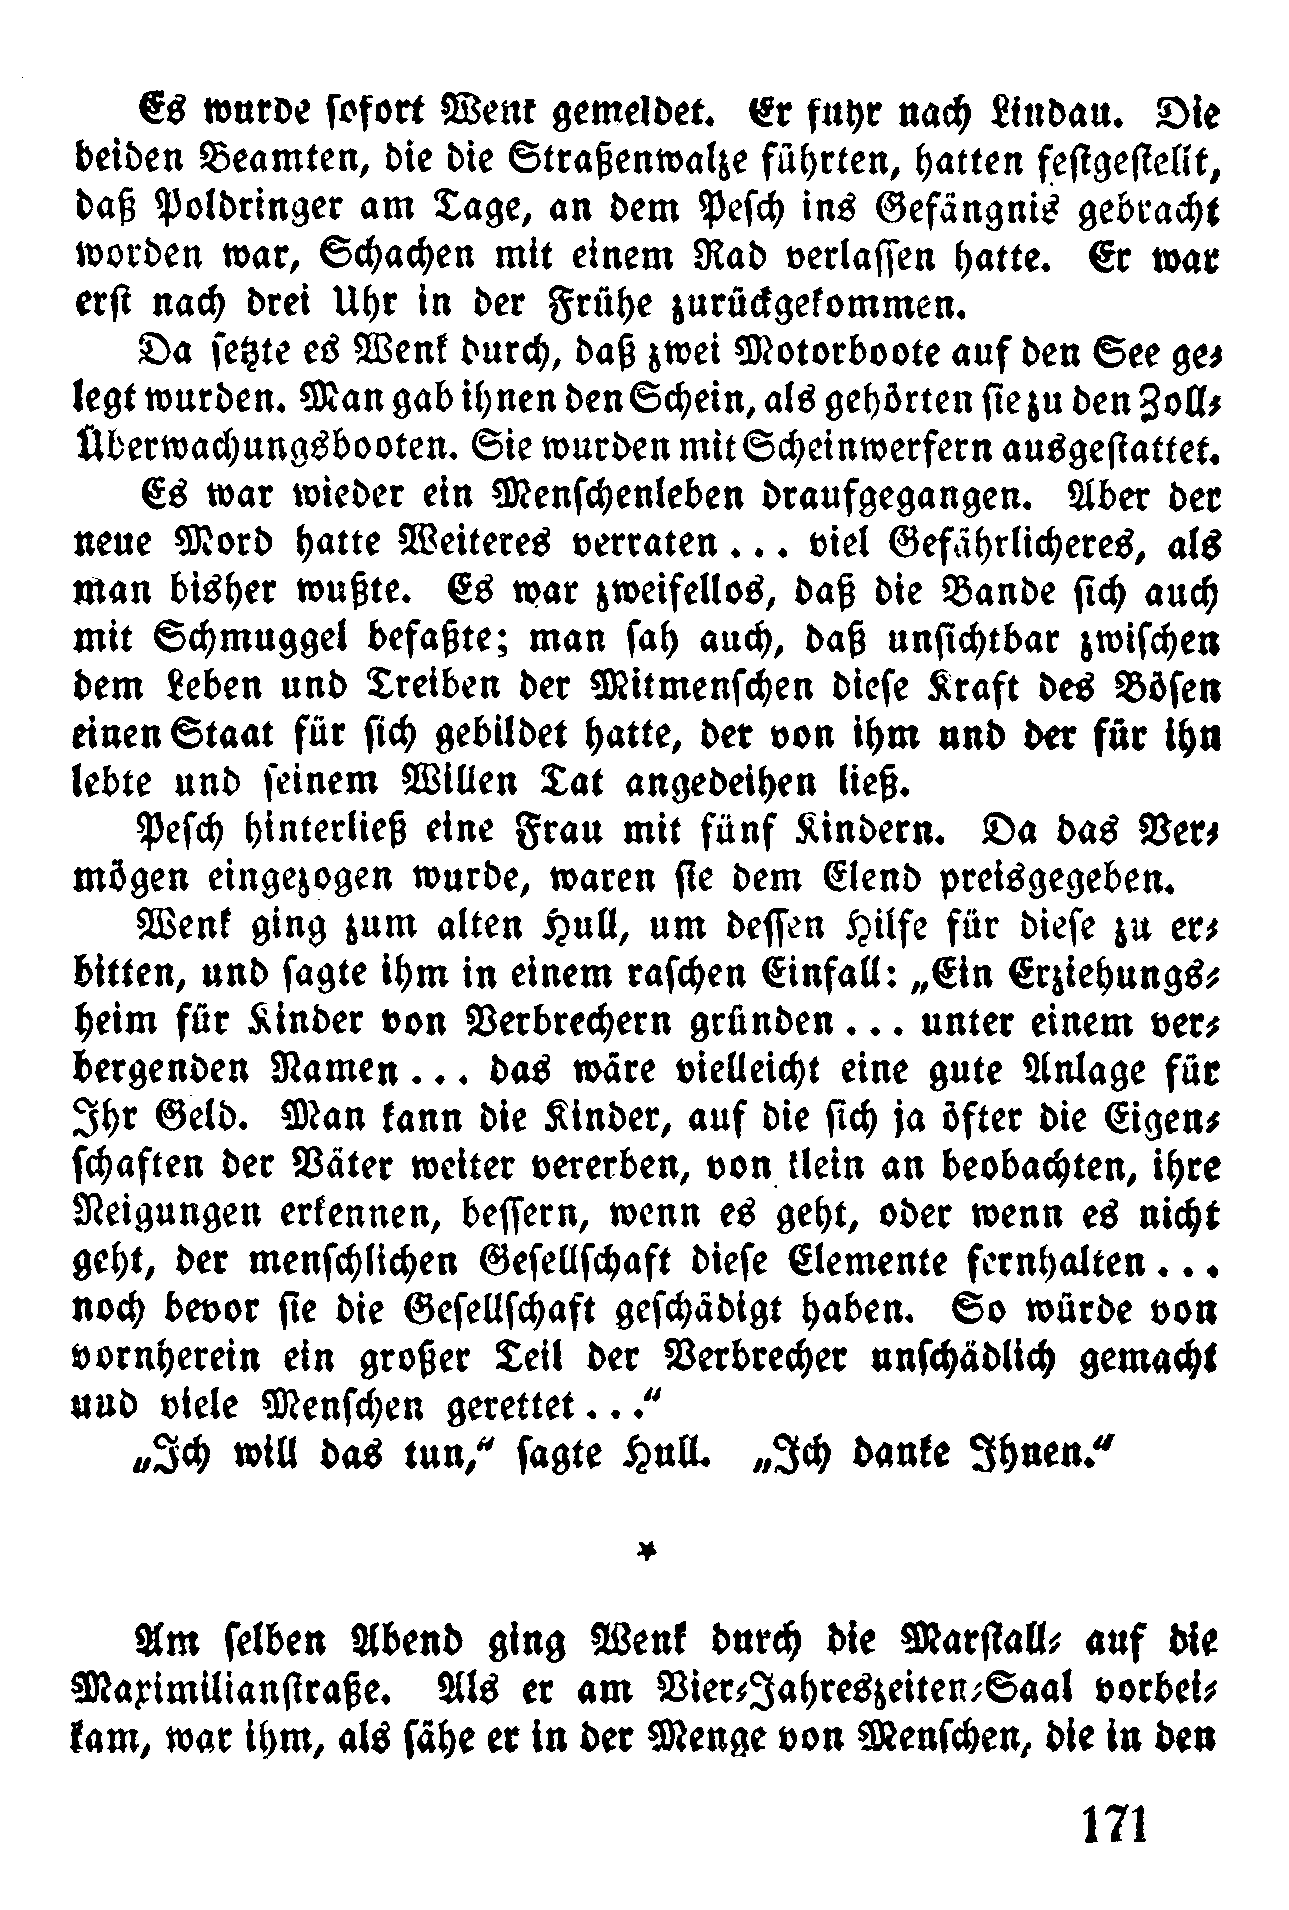 Es wurde sofort Wenk gemeldet. Er fuhr nach Lindau. Die
beiden Beamten, die die Straßenwalze führten, hatten festgestellt,
daß Poldringer am Tage, an dem Pesch ins Gefängnis gebracht
worden war, Schachen mit einem Rad verlassen hatte. Er war
erst nach drei Uhr in der Frühe zurückgekommen.
Da setzte es Wenk durch, daß zwei Motorboote auf den See ge-
legt wurden. Man gab ihnen den Schein, als gehörten sie zu den Zoll-
Überwachungsbooten. Sie wurden mit Scheinwerfern ausgestattet.
Es war wieder ein Menschenleben draufgegangen. Aber der
neue Mord hatte Weiteres verraten... viel Gefährlicheres, als
man bisher wußte. Es war zweifellos, daß die Bande sich auch
mit Schmuggel befaßte; man sah auch, daß unsichtbar zwischen
dem Leben und Treiben der Mitmenschen diese Kraft des Bösen
einen Staat für sich gebildet hatte, der von ihm und der für ihn
lebte und seinem Willen Tat angedeihen ließ.
Pesch hinterließ eine Frau mit fünf Kindern. Da das Ver-
mögen eingezogen wurde, waren sie dem Elend preisgegeben.
Wenk ging zum alten Hull, um dessen Hilfe für diese zu er-
bitten, und sagte ihm in einem raschen Einfall: „Ein Erziehungs-
heim für Kinder von Verbrechern gründen... unter einem ver-
bergenden Namen... das wäre vielleicht eine gute Anlage für
Ihr Geld. Man kann die Kinder, auf die sich ja öfter die Eigen-
schaften der Väter weiter vererben, von klein an beobachten, ihre
Neigungen erkennen, bessern, wenn es geht, oder wenn es nicht
geht, der menschlichen Gesellschaft diese Elemente fernhalten...
noch bevor sie die Gesellschaft geschädigt haben. So würde von
vornherein ein großer Teil der Verbrecher unschädlich gemacht
und viele Menschen gerettet...“
„Ich will das tun,“ sagte Hull. „Ich danke Ihnen.“
*
Am selben Abend ging Wenk durch die Marstall- auf die
Maximilianstraße. Als er am Vier-Jahreszeiten-Saal vorbei-
kam, war ihm, als sähe er in der Menge von Menschen, die in den
171